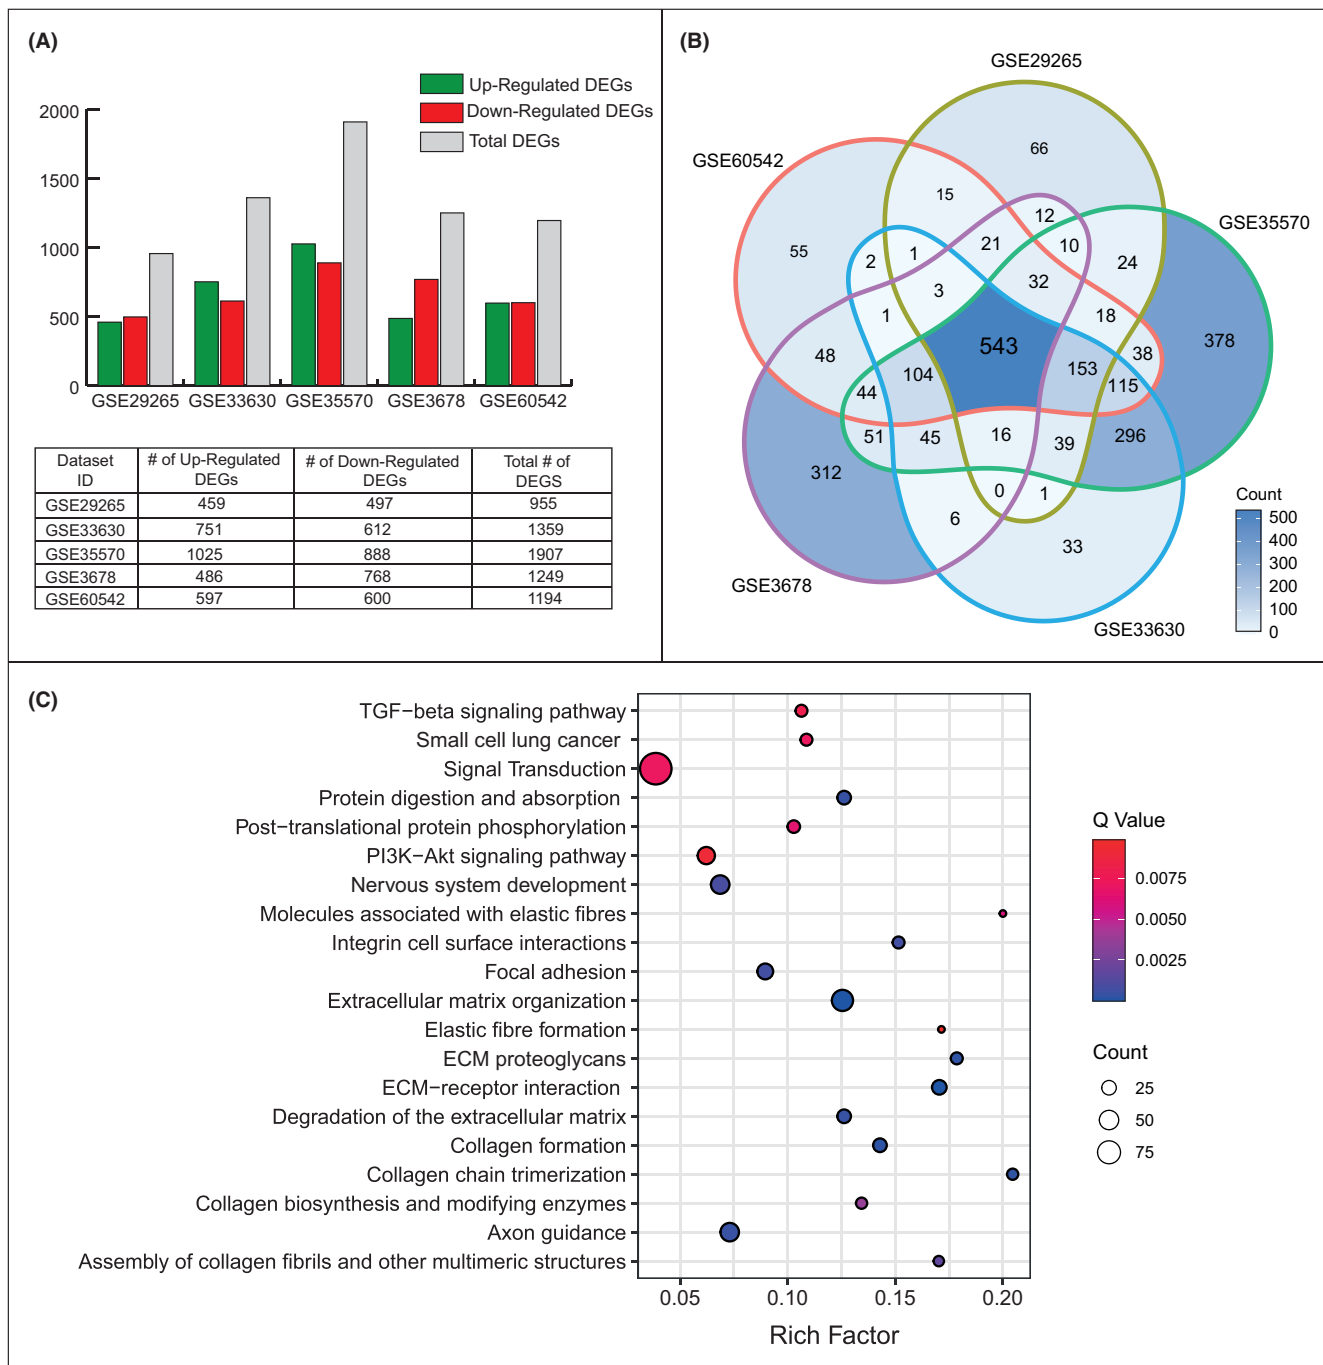 (A)
Up-Regulated DEGs
Down-Regulated DEGs
Total DEGs
2000
1500
1000
500
0
GSE29265 GSE33630 GSE35570 GSE3678 GSE60542
Dataset ID # of Up-Regulated DEGs # of Down-Regulated DEGs Total # of DEGS
GSE29265 459 497 955
GSE33630 751 612 1359
GSE35570 1025 888 1907
GSE3678 486 768 1249
GSE60542 597 600 1194
(B)
GSE29265
GSE60542
GSE35570
GSE3678
GSE33630
66
15
12
55
21
10
24
2
1
32
3
18
378
1
543
38
48
153
104
115
44
51
45
16
39
296
312
0
1
6
33
Count
500
400
300
200
100
0
(C)
TGF−beta signaling pathway
Small cell lung cancer
Signal Transduction
Protein digestion and absorption
Post−translational protein phosphorylation
PI3K−Akt signaling pathway
Nervous system development
Molecules associated with elastic fibres
Integrin cell surface interactions
Focal adhesion
Extracellular matrix organization
Elastic fibre formation
ECM proteoglycans
ECM−receptor interaction
Degradation of the extracellular matrix
Collagen formation
Collagen chain trimerization
Collagen biosynthesis and modifying enzymes
Axon guidance
Assembly of collagen fibrils and other multimeric structures
0.05 0.10 0.15 0.20
Rich Factor
Q Value
0.0075
0.0050
0.0025
Count
25
50
75